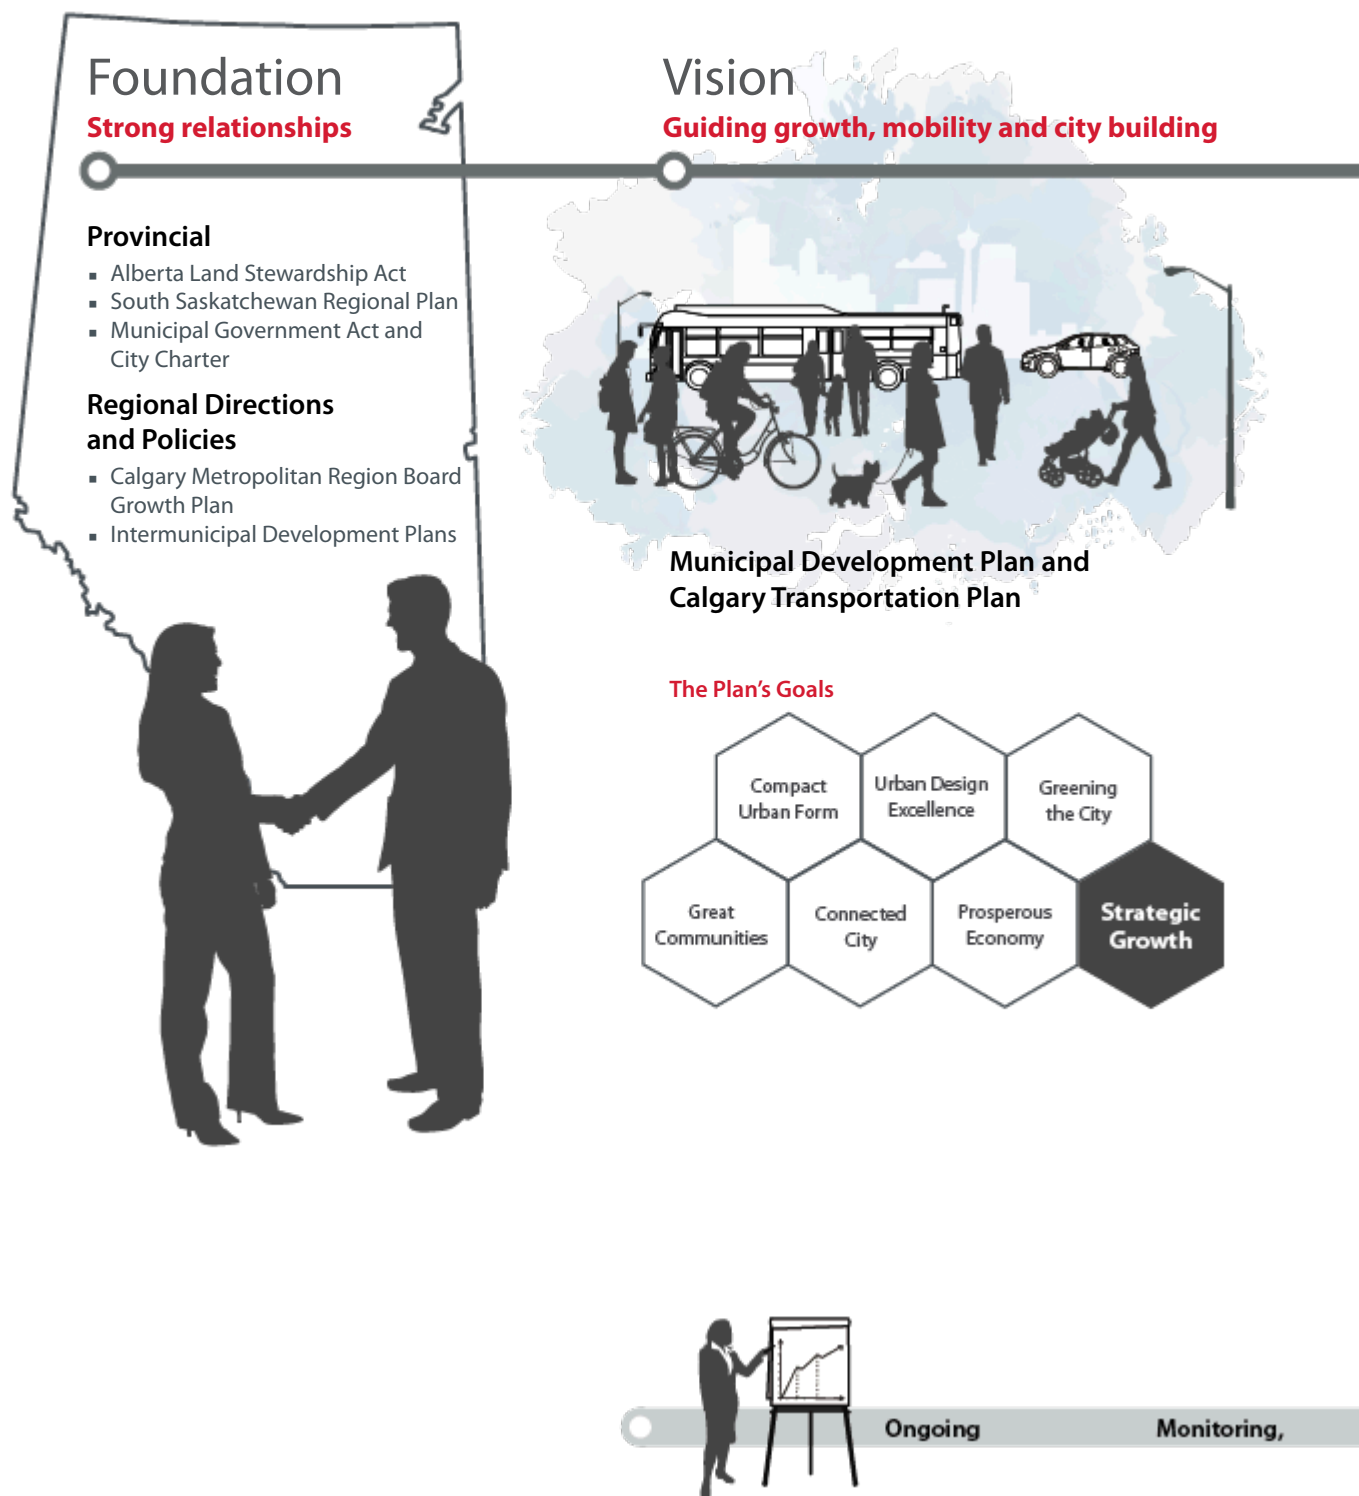 Foundation
Strong relationships
Provincial
▪ Alberta Land Stewardship Act
▪ South Saskatchewan Regional Plan
▪ Municipal Government Act and
City Charter
Regional Directions
and Policies
▪ Calgary Metropolitan Region Board
Growth Plan
▪ Intermunicipal Development Plans
Vision
Guiding growth, mobility and city building
Municipal Development Plan and
Calgary Transportation Plan
The Plan’s Goals
Compact
Urban Form
Urban Design
Excellence
Greening
the City
Great
Communities
Connected
City
Prosperous
Economy
Strategic
Growth
Ongoing Monitoring,